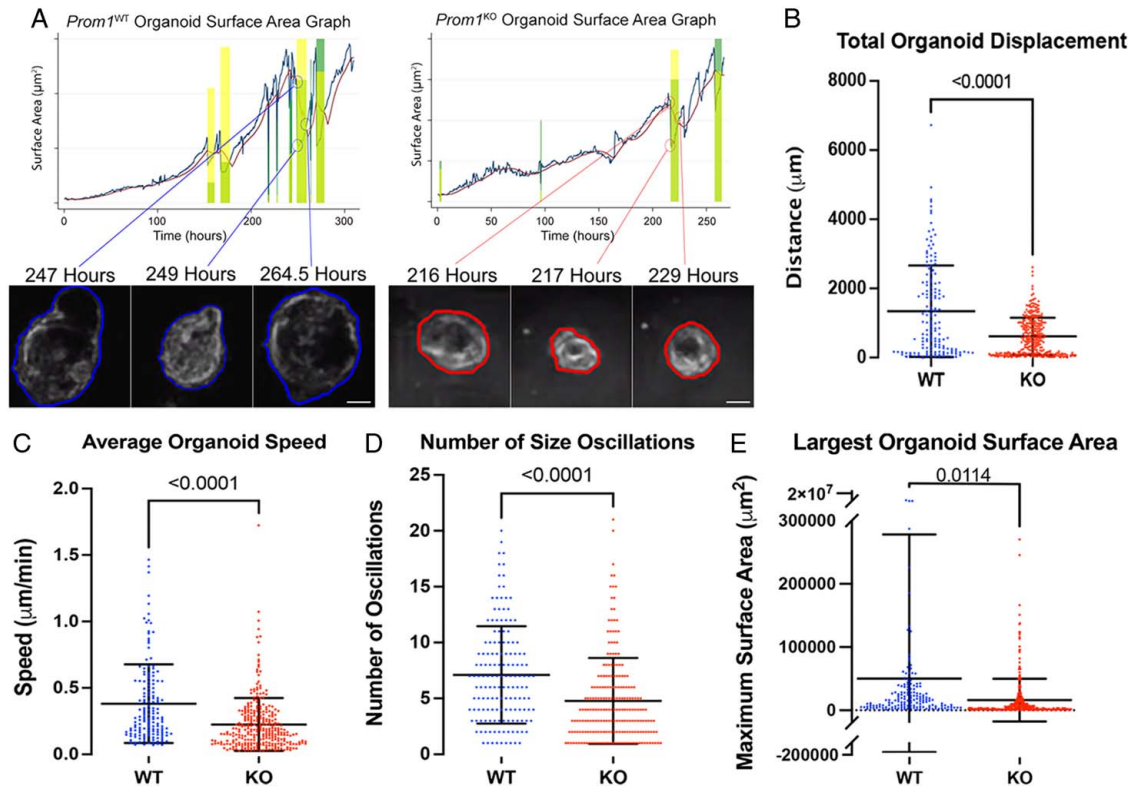 A
Prom1WT Organoid Surface Area Graph
Surface Area (μm2)
0 100 200 300
Time (hours)
Prom1KO Organoid Surface Area Graph
Surface Area (μm2)
0 50 100 150 200 250
Time (hours)
247 Hours 249 Hours 264.5 Hours
216 Hours 217 Hours 229 Hours
B
Total Organoid Displacement
<0.0001
Distance (μm)
8000
6000
4000
2000
0
WT KO
C
Average Organoid Speed
<0.0001
Speed (μm/min)
2.0
1.5
1.0
0.5
0.0
WT KO
D
Number of Size Oscillations
<0.0001
Number of Oscillations
25
20
15
10
5
0
WT KO
E
Largest Organoid Surface Area
0.0114
Maximum Surface Area (μm2)
2×10⁷
300000
200000
100000
0
-200000
WT KO